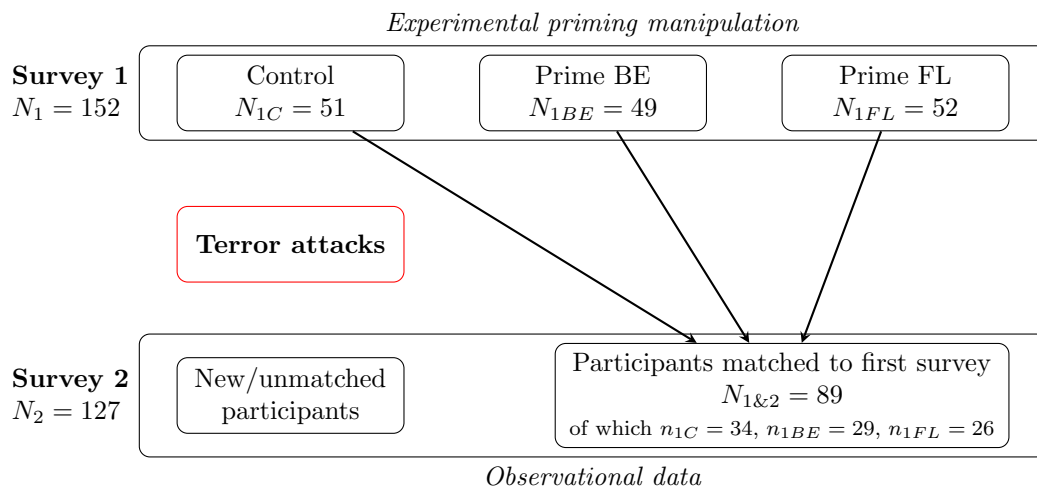 Experimental priming manipulation
Survey 1
N₁ = 152
Control
N₁C = 51
Prime BE
N₁BE = 49
Prime FL
N₁FL = 52
Terror attacks
Survey 2
N₂ = 127
New/unmatched
participants
Participants matched to first survey
N₁&₂ = 89
of which n₁C = 34, n₁BE = 29, n₁FL = 26
Observational data